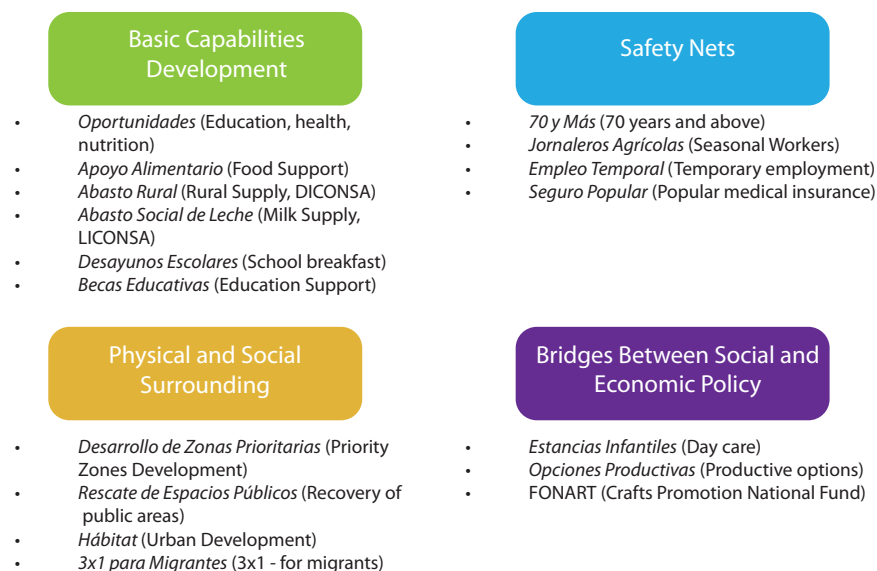 Basic Capabilities
Development
• Oportunidades (Education, health,
nutrition)
• Apoyo Alimentario (Food Support)
• Abasto Rural (Rural Supply, DICONSA)
• Abasto Social de Leche (Milk Supply,
LICONSA)
• Desayunos Escolares (School breakfast)
• Becas Educativas (Education Support)
Safety Nets
• 70 y Más (70 years and above)
• Jornaleros Agrícolas (Seasonal Workers)
• Empleo Temporal (Temporary employment)
• Seguro Popular (Popular medical insurance)
Physical and Social
Surrounding
• Desarrollo de Zonas Prioritarias (Priority
Zones Development)
• Rescate de Espacios Públicos (Recovery of
public areas)
• Hábitat (Urban Development)
• 3x1 para Migrantes (3x1 - for migrants)
Bridges Between Social and
Economic Policy
• Estancias Infantiles (Day care)
• Opciones Productivas (Productive options)
• FONART (Crafts Promotion National Fund)